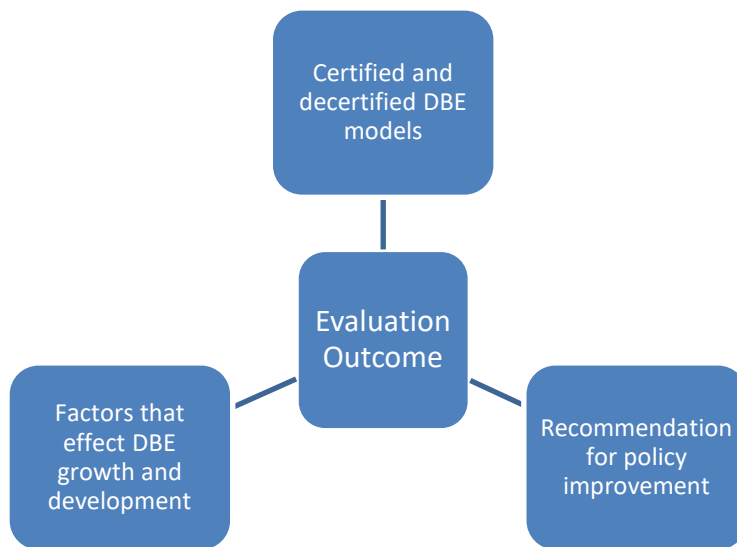 Certified and
decertified DBE
models
Evaluation
Outcome
Factors that
effect DBE
growth and
development
Recommendation
for policy
improvement